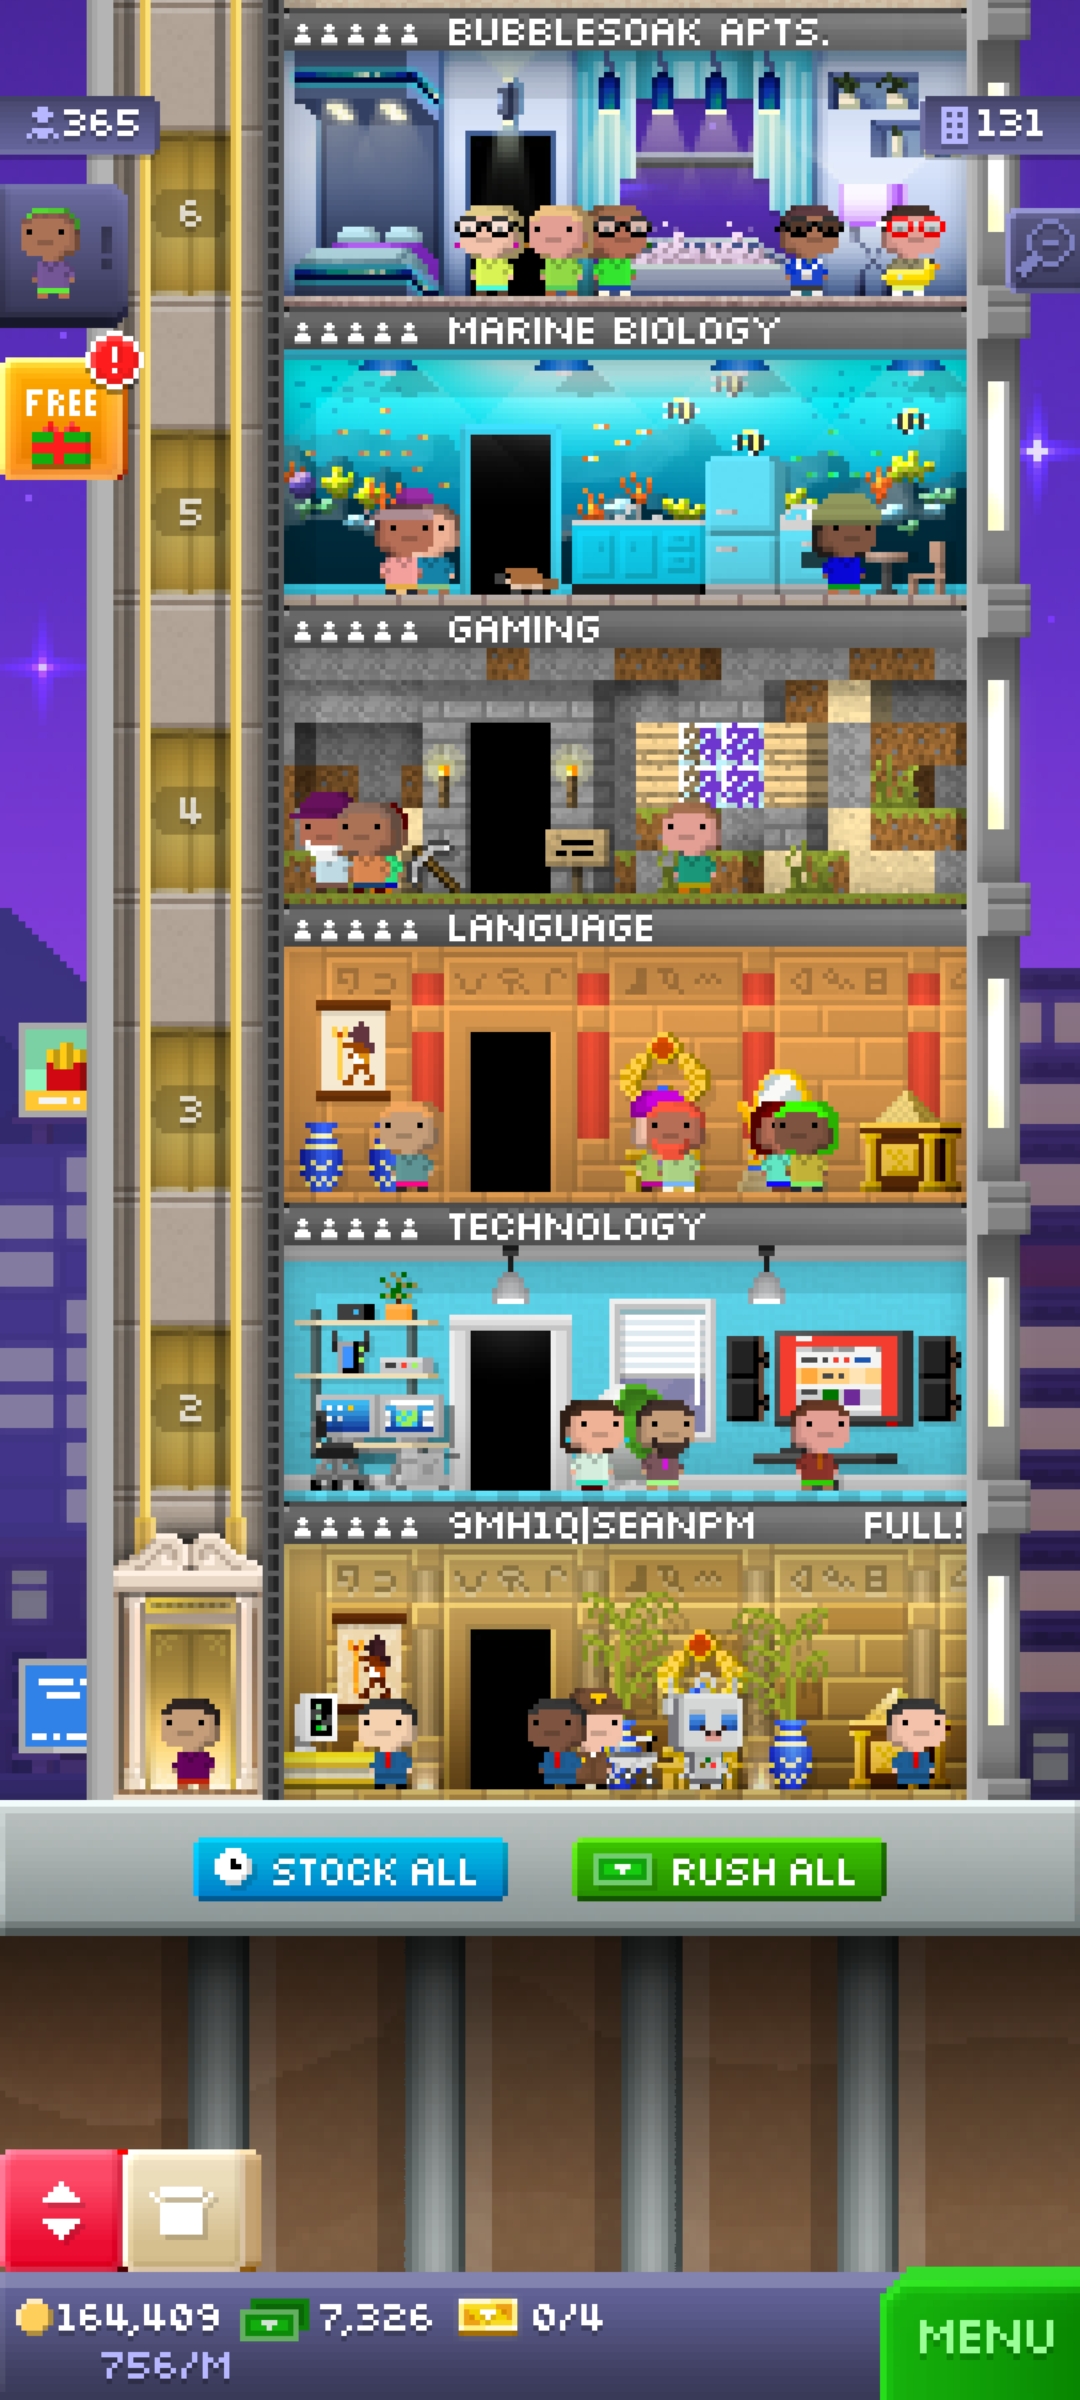 BUBBLESOAK APTS.
365
131
6
MARINE BIOLOGY
!
FREE
5
GAMING
4
LANGUAGE
3
TECHNOLOGY
2
9MH1Q|SEANPM FULL!
STOCK ALL
RUSH ALL
164,409 7,326 0/4
756/M
MENU